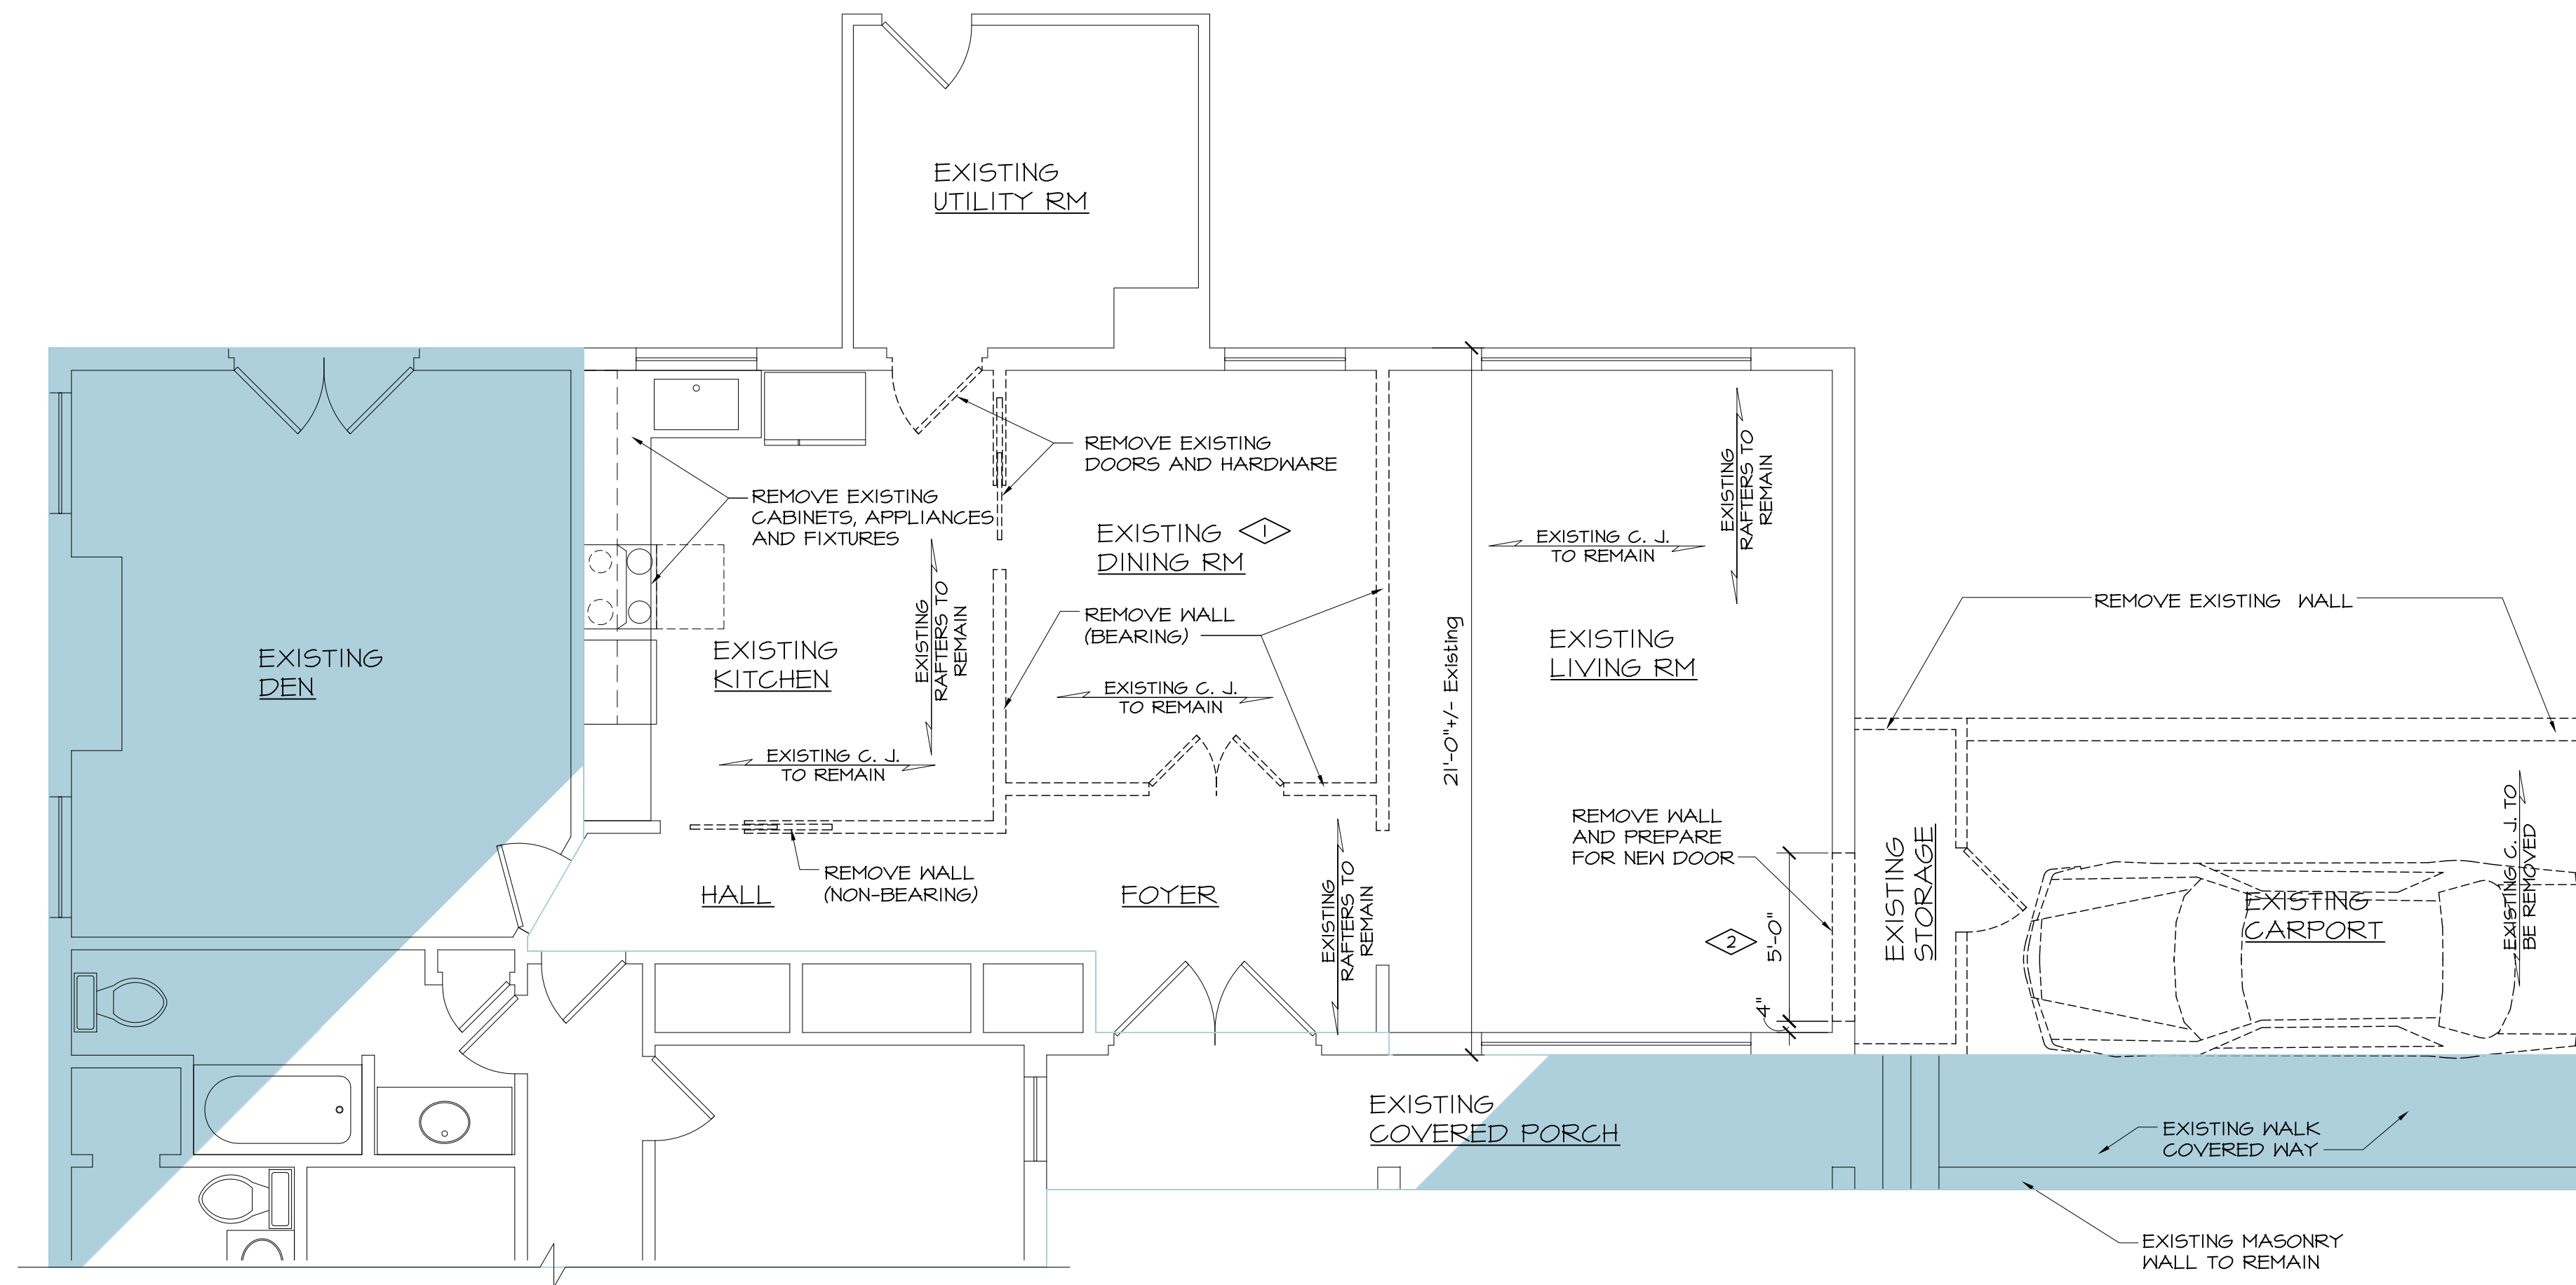 EXISTING
UTILITY RM
REMOVE EXISTING
DOORS AND HARDWARE
REMOVE EXISTING
CABINETS, APPLIANCES
AND FIXTURES
EXISTING
DINING RM
1
EXISTING
RAFTERS TO
REMAIN
EXISTING C. J.
TO REMAIN
REMOVE WALL
(BEARING)
EXISTING
KITCHEN
EXISTING
RAFTERS TO
REMAIN
EXISTING
DEN
EXISTING
LIVING RM
21'-0"+/- Existing
REMOVE EXISTING WALL
EXISTING C. J.
TO REMAIN
EXISTING C. J.
TO REMAIN
REMOVE WALL
AND PREPARE
FOR NEW DOOR
REMOVE WALL
(NON-BEARING)
HALL
FOYER
EXISTING
RAFTERS TO
REMAIN
2
5'-0"
4"
EXISTING
STORAGE
EXISTING
CARPORT
EXISTING C. J. TO
BE REMOVED
EXISTING
COVERED PORCH
EXISTING WALK
COVERED WAY
EXISTING MASONRY
WALL TO REMAIN